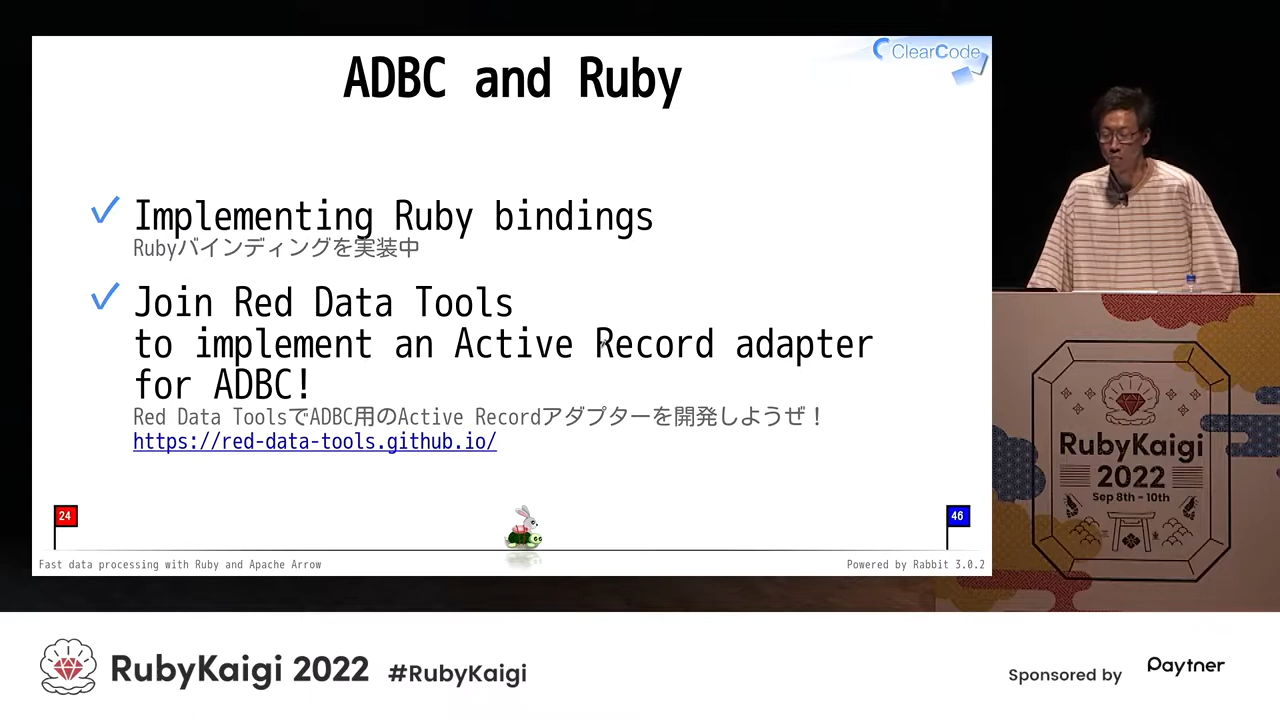 ADBC and Ruby
ClearCode
Implementing Ruby bindings
Rubyバインディングを実装中
Join Red Data Tools
to implement an Active Record adapter
for ADBC!
Red Data ToolsでADBC用のActive Recordアダプターを開発しようぜ！
https://red-data-tools.github.io/
24
46
Fast data processing with Ruby and Apache Arrow
Powered by Rabbit 3.0.2
RubyKaigi
2022
Sep 8th - 10th
RubyKaigi 2022 #RubyKaigi
Sponsored by Paytner